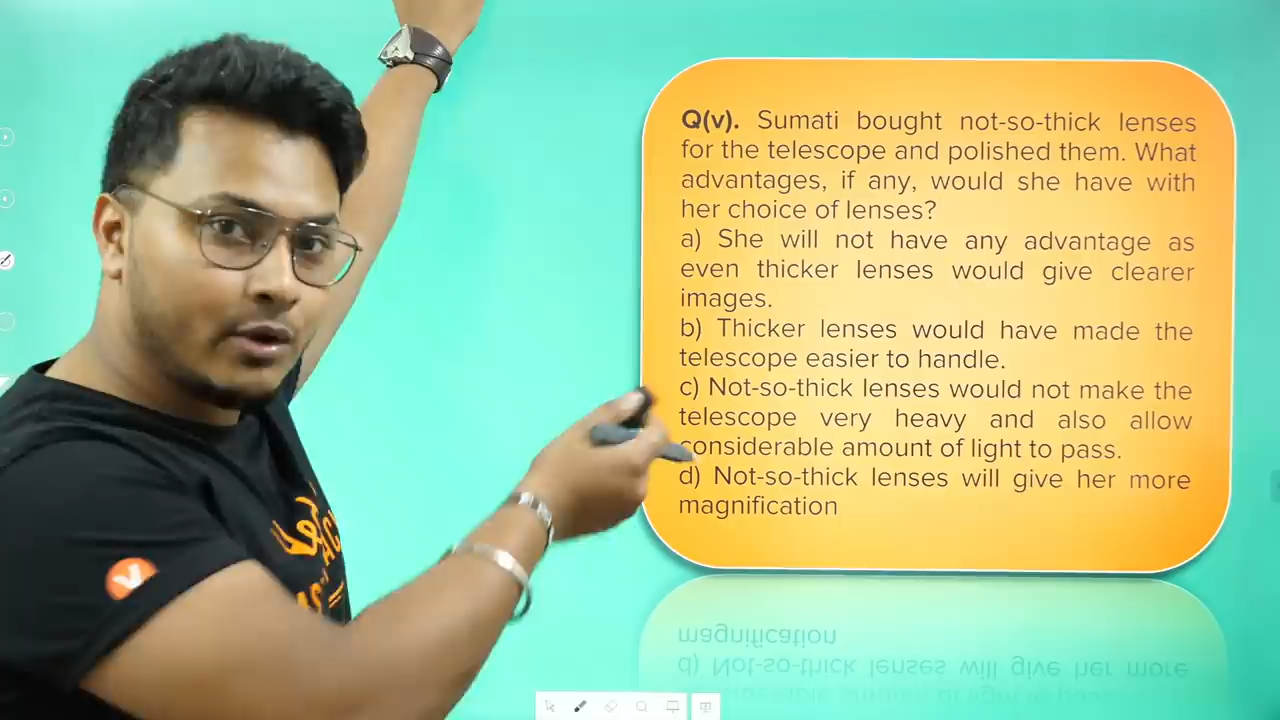 Q(v). Sumati bought not-so-thick lenses
for the telescope and polished them. What
advantages, if any, would she have with
her choice of lenses?
a) She will not have any advantage as
even thicker lenses would give clearer
images.
b) Thicker lenses would have made the
telescope easier to handle.
c) Not-so-thick lenses would not make the
telescope very heavy and also allow
considerable amount of light to pass.
d) Not-so-thick lenses will give her more
magnification